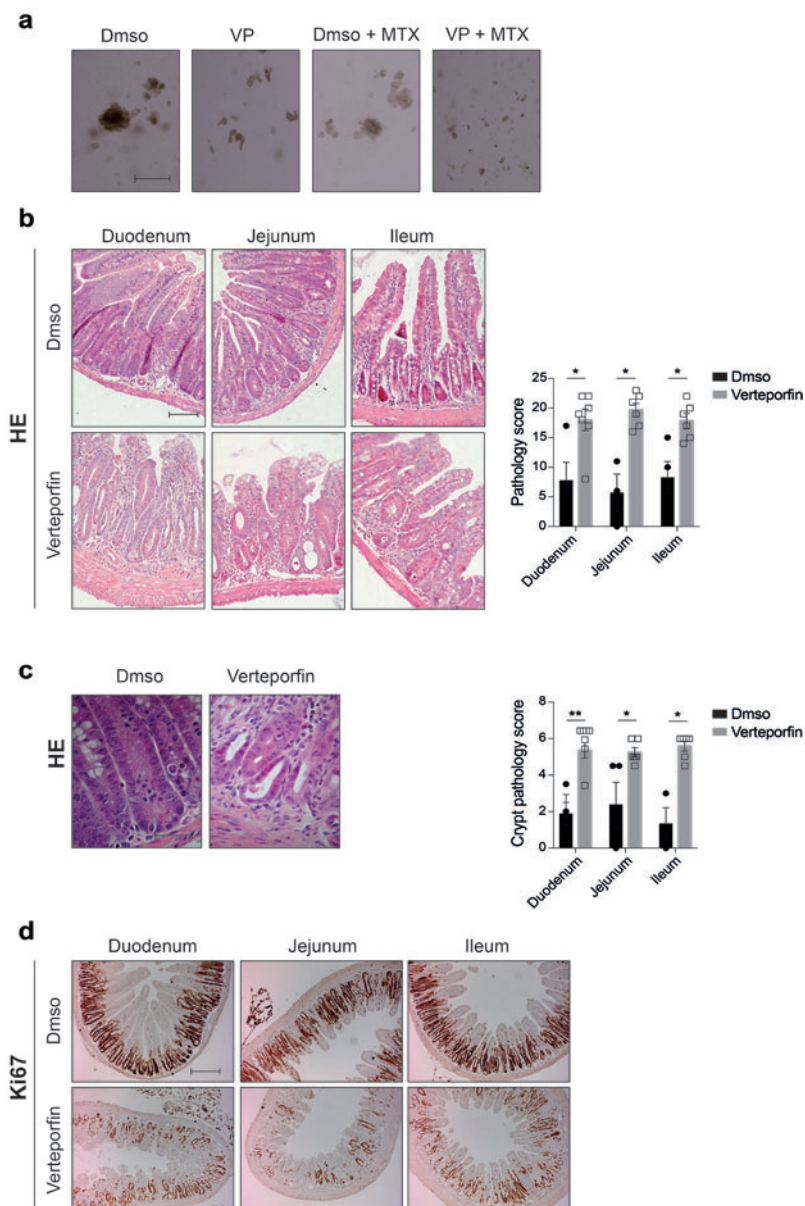 a
Dmso VP Dmso + MTX VP + MTX
b
Duodenum Jejunum Ileum
HE
Dmso
Verteporfin
* * *
Dmso
Verteporfin
Pathology score
25
20
15
10
5
0
Duodenum
Jejunum
Ileum
c
Dmso Verteporfin
HE
** * *
Dmso
Verteporfin
Crypt pathology score
8
6
4
2
0
Duodenum
Jejunum
Ileum
d
Duodenum Jejunum Ileum
Ki67
Dmso
Verteporfin